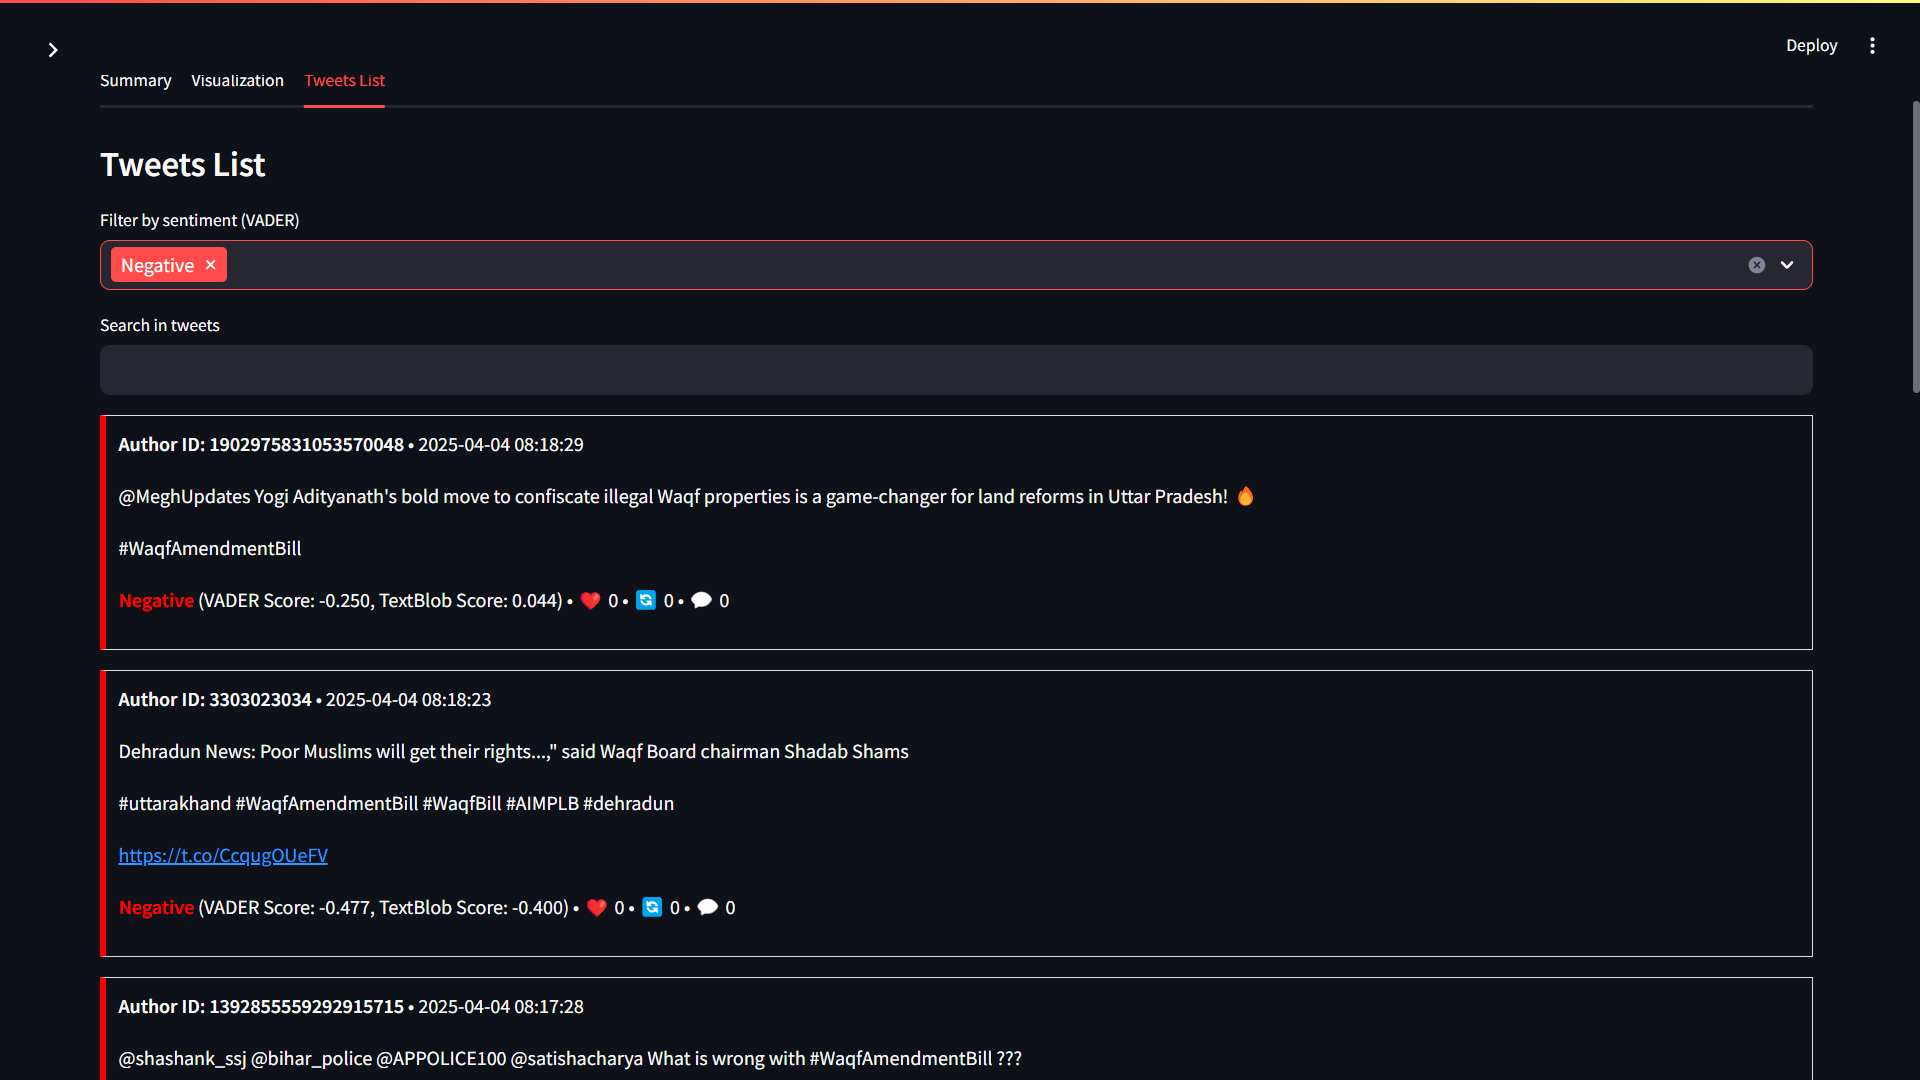 Deploy
Summary Visualization Tweets List
Tweets List
Filter by sentiment (VADER)
Negative
Search in tweets
Author ID: 1902975831053570048 • 2025-04-04 08:18:29
@MeghUpdates Yogi Adityanath's bold move to confiscate illegal Waqf properties is a game-changer for land reforms in Uttar Pradesh! 🔥
#WaqfAmendmentBill
Negative (VADER Score: -0.250, TextBlob Score: 0.044) • ❤️ 0 • 🔄 0 • 💬 0
Author ID: 3303023034 • 2025-04-04 08:18:23
Dehradun News: Poor Muslims will get their rights...," said Waqf Board chairman Shadab Shams
#uttarakhand #WaqfAmendmentBill #WaqfBill #AIMPLB #dehradun
https://t.co/CcqugOUeFV
Negative (VADER Score: -0.477, TextBlob Score: -0.400) • ❤️ 0 • 🔄 0 • 💬 0
Author ID: 1392855559292915715 • 2025-04-04 08:17:28
@shashank_ssj @bihar_police @APPOLICE100 @satishacharya What is wrong with #WaqfAmendmentBill ???